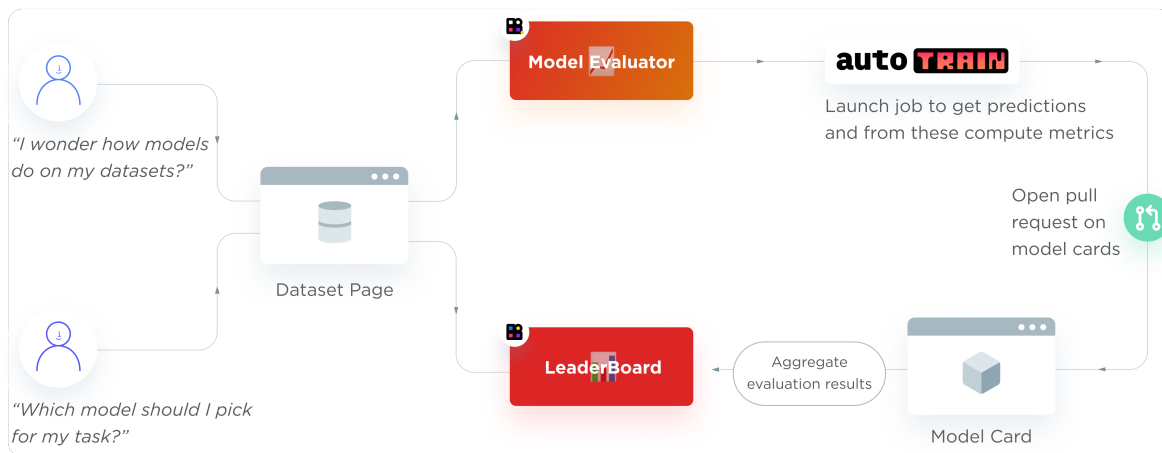 Model Evaluator
auto TRAIN
Launch job to get predictions
and from these compute metrics
“I wonder how models
do on my datasets?”
Open pull
request on
model cards
Dataset Page
LeaderBoard
Aggregate
evaluation results
“Which model should I pick
for my task?”
Model Card